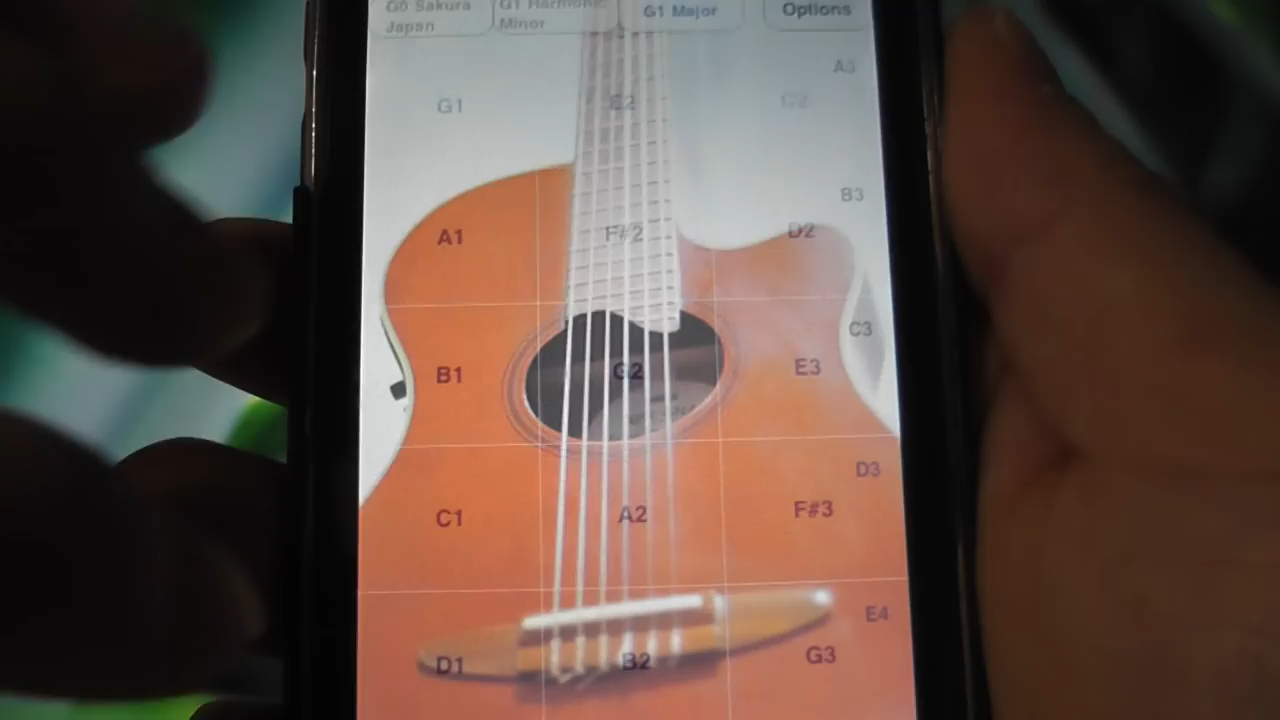 G0 Sakura
Japan
G1 Harmonic
Minor
G1 Major
Options
A3
G1
E2
C2
B3
A1
F#2
D2
C3
B1
G2
E3
D3
C1
A2
F#3
E4
D1
B2
G3